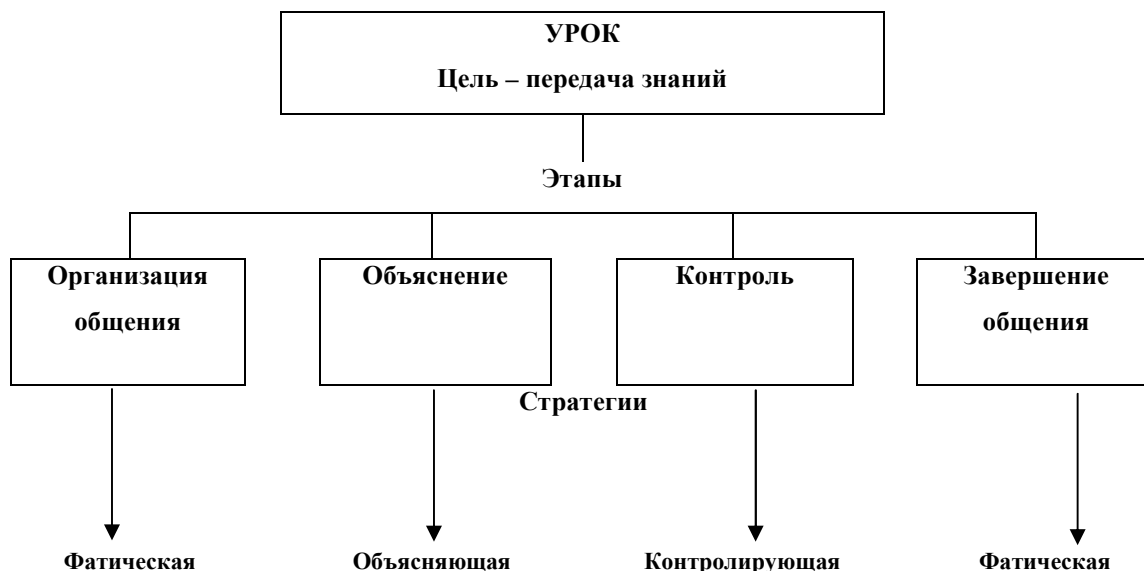 УРОК
Цель – передача знаний
Этапы
Организация
общения
Объяснение
Контроль
Завершение
общения
Стратегии
Фатическая
Объясняющая
Контролирующая
Фатическая